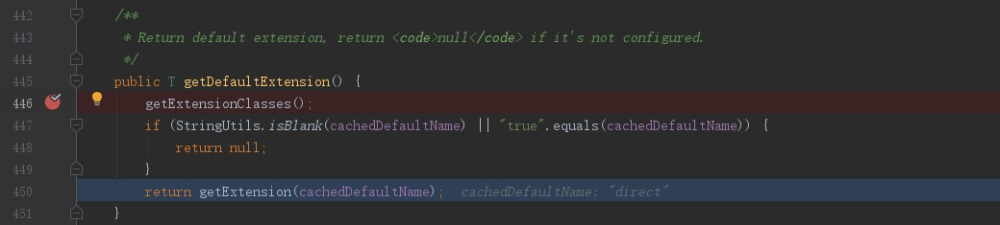 442 /**
443 * Return default extension, return <code>null</code> if it's not configured.
444 */
445 public T getDefaultExtension() {
446 getExtensionClasses();
447 if (StringUtils.isBlank(cachedDefaultName) || "true".equals(cachedDefaultName)) {
448 return null;
449 }
450 return getExtension(cachedDefaultName); cachedDefaultName: "direct"
451 }